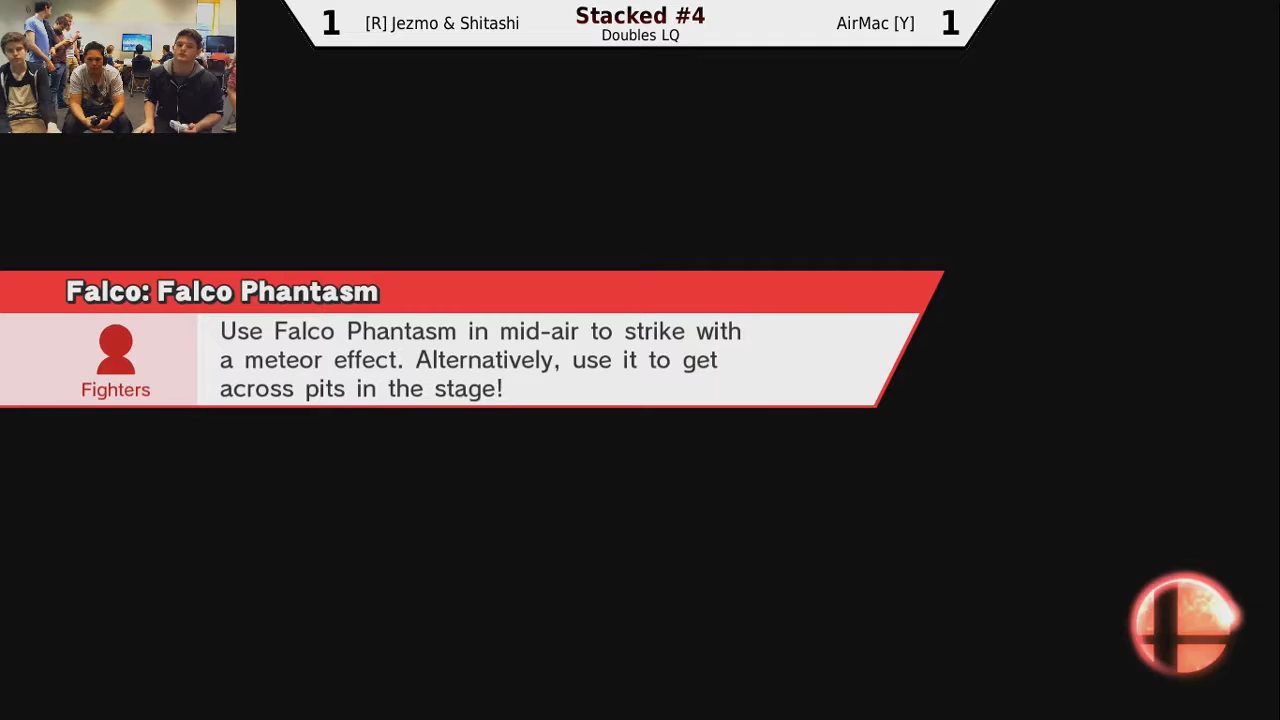 1 [R] Jezmo & Shitashi Stacked #4 AirMac [Y] 1
Doubles LQ
Falco: Falco Phantasm
Use Falco Phantasm in mid-air to strike with
a meteor effect. Alternatively, use it to get
across pits in the stage!
Fighters